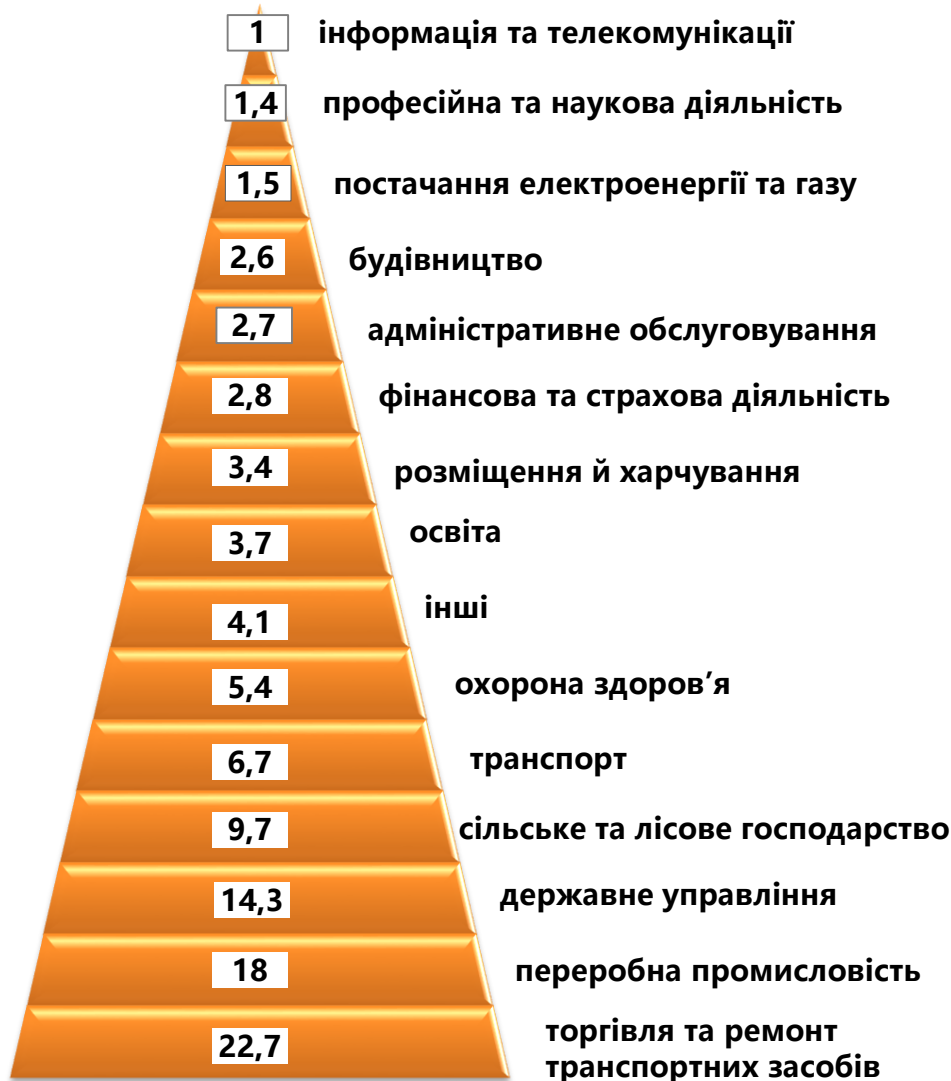 1 інформація та телекомунікації
1,4 професійна та наукова діяльність
1,5 постачання електроенергії та газу
2,6 будівництво
2,7 адміністративне обслуговування
2,8 фінансова та страхова діяльність
3,4 розміщення й харчування
3,7 освіта
4,1 інші
5,4 охорона здоров’я
6,7 транспорт
9,7 сільське та лісове господарство
14,3 державне управління
18 переробна промисловість
22,7 торгівля та ремонт
транспортних засобів